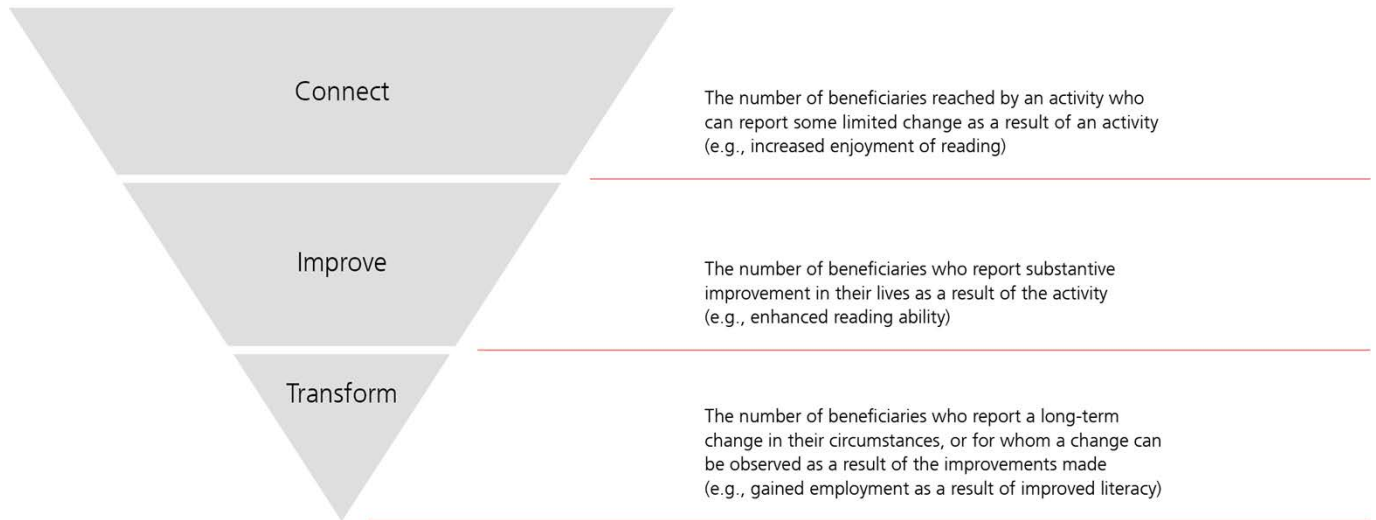 Connect
The number of beneficiaries reached by an activity who
can report some limited change as a result of an activity
(e.g., increased enjoyment of reading)
Improve
The number of beneficiaries who report substantive
improvement in their lives as a result of the activity
(e.g., enhanced reading ability)
Transform
The number of beneficiaries who report a long-term
change in their circumstances, or for whom a change can
be observed as a result of the improvements made
(e.g., gained employment as a result of improved literacy)